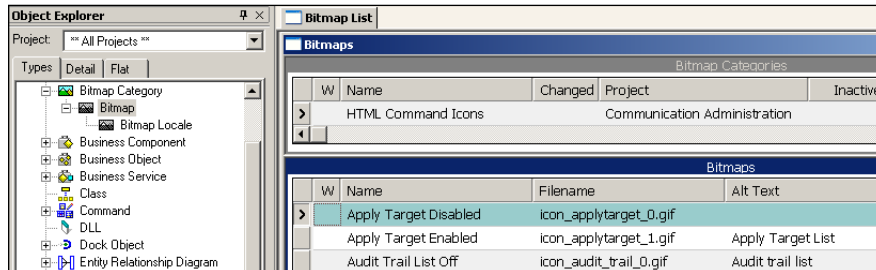 Object Explorer
Project: ** All Projects **
Types Detail Flat
Bitmap Category
Bitmap
Bitmap Locale
Business Component
Business Object
Business Service
Class
Command
DLL
Dock Object
Entity Relationship Diagram
Bitmap List
Bitmaps
Bitmap Categories
W Name Changed Project Inactive
HTML Command Icons Communication Administration
Bitmaps
W Name Filename Alt Text
Apply Target Disabled icon_applytarget_0.gif
Apply Target Enabled icon_applytarget_1.gif Apply Target List
Audit Trail List Off icon_audit_trail_0.gif Audit trail list